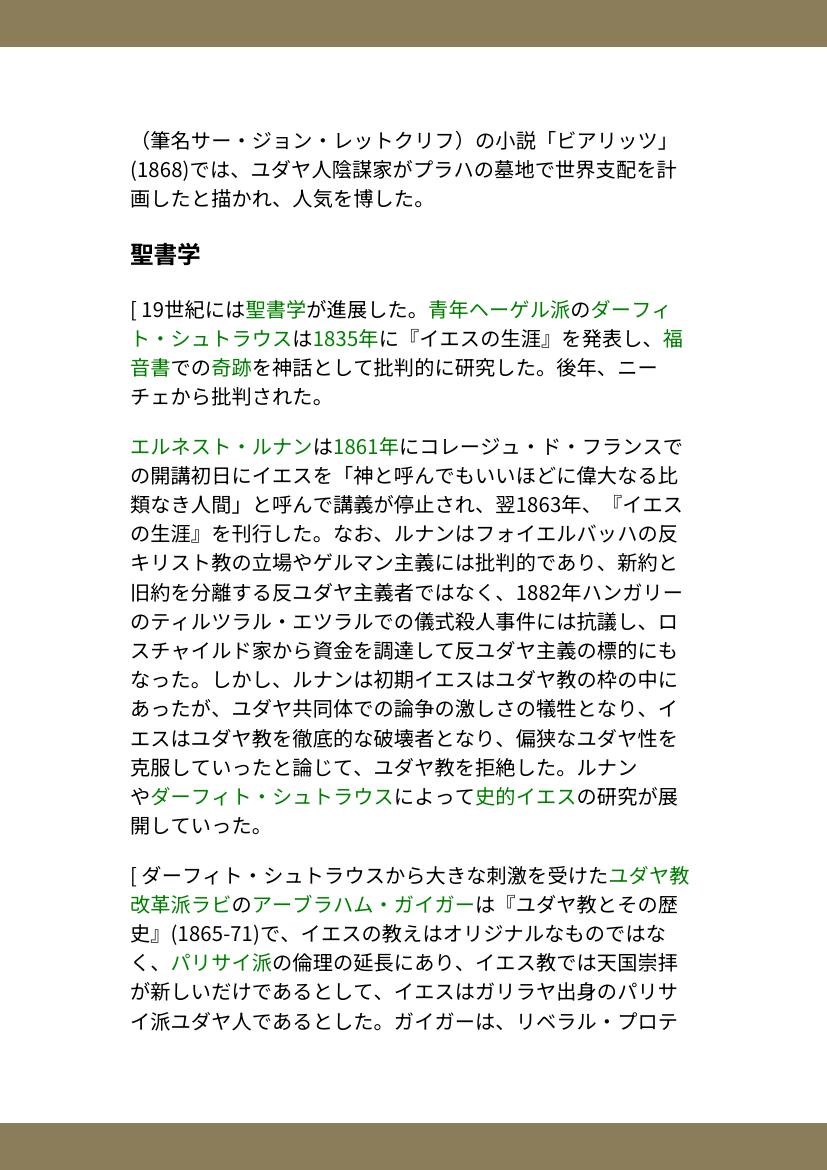 （筆名サー・ジョン・レットクリフ）の小説「ビアリッツ」
(1868)では、ユダヤ人陰謀家がプラハの墓地で世界支配を計
画したと描かれ、人気を博した。
聖書学
[ 19世紀には聖書学が進展した。青年ヘーゲル派のダーフィ
ト・シュトラウスは1835年に『イエスの生涯』を発表し、福
音書での奇跡を神話として批判的に研究した。後年、ニー
チェから批判された。
エルネスト・ルナンは1861年にコレージュ・ド・フランスで
の開講初日にイエスを「神と呼んでもいいほどに偉大なる比
類なき人間」と呼んで講義が停止され、翌1863年、『イエス
の生涯』を刊行した。なお、ルナンはフォイエルバッハの反
キリスト教の立場やゲルマン主義には批判的であり、新約と
旧約を分離する反ユダヤ主義者ではなく、1882年ハンガリー
のティルツラル・エツラルでの儀式殺人事件には抗議し、ロ
スチャイルド家から資金を調達して反ユダヤ主義の標的にも
なった。しかし、ルナンは初期イエスはユダヤ教の枠の中に
あったが、ユダヤ共同体での論争の激しさの犠牲となり、イ
エスはユダヤ教を徹底的な破壊者となり、偏狭なユダヤ性を
克服していったと論じて、ユダヤ教を拒絶した。ルナン
やダーフィト・シュトラウスによって史的イエスの研究が展
開していった。
[ ダーフィト・シュトラウスから大きな刺激を受けたユダヤ教
改革派ラビのアーブラハム・ガイガーは『ユダヤ教とその歴
史』(1865-71)で、イエスの教えはオリジナルなものではな
く、パリサイ派の倫理の延長にあり、イエス教では天国崇拝
が新しいだけであるとして、イエスはガリラヤ出身のパリサ
イ派ユダヤ人であるとした。ガイガーは、リベラル・プロテ